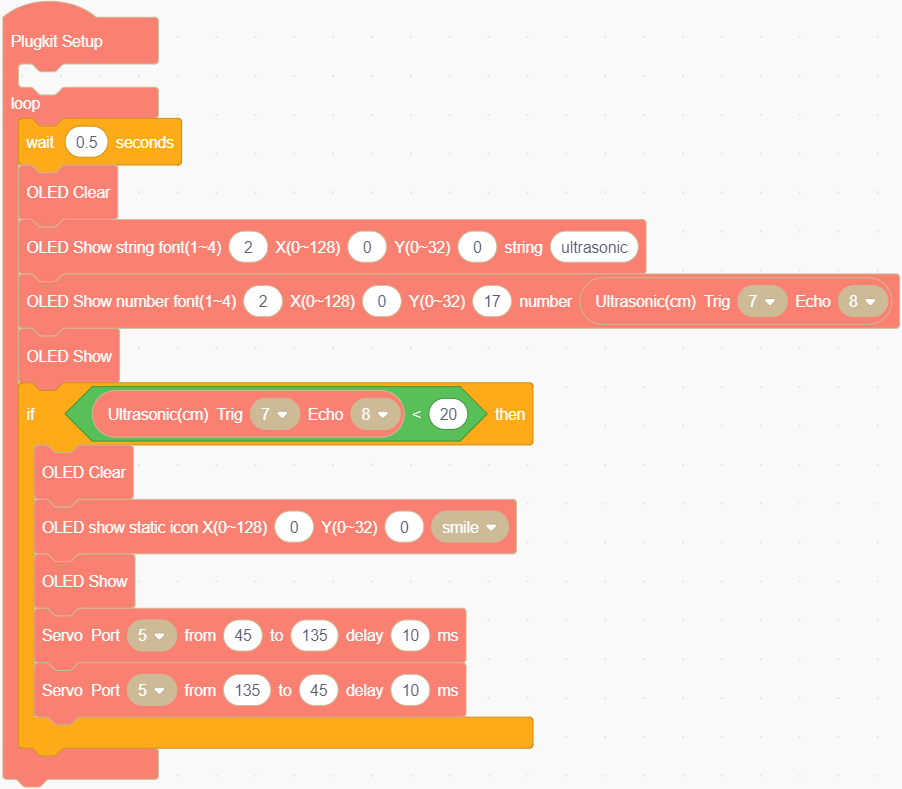 Plugkit Setup
loop
wait 0.5 seconds
OLED Clear
OLED Show string font(1~4) 2 X(0~128) 0 Y(0~32) 0 string ultrasonic
OLED Show number font(1~4) 2 X(0~128) 0 Y(0~32) 17 number Ultrasonic(cm) Trig 7 Echo 8
OLED Show
if Ultrasonic(cm) Trig 7 Echo 8 < 20 then
OLED Clear
OLED show static icon X(0~128) 0 Y(0~32) 0 smile
OLED Show
Servo Port 5 from 45 to 135 delay 10 ms
Servo Port 5 from 135 to 45 delay 10 ms